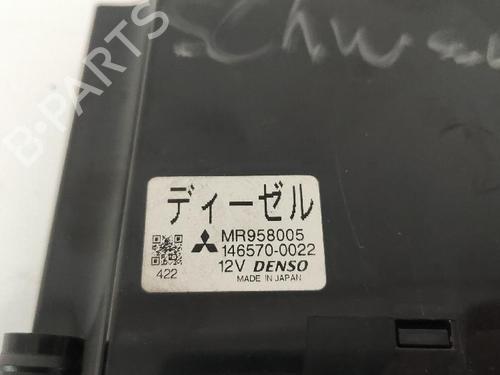 ディーゼル
MR958005
146570-0022
422
12V DENSO
MADE IN JAPAN
B-PARTS